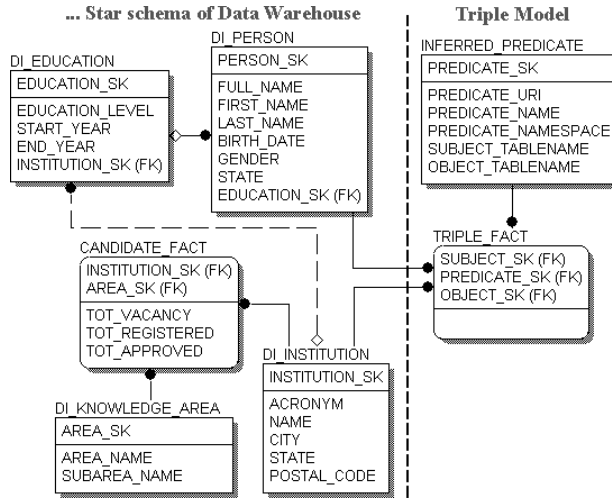 ... Star schema of Data Warehouse
Triple Model
DI_EDUCATION
EDUCATION_SK
EDUCATION_LEVEL
START_YEAR
END_YEAR
INSTITUTION_SK (FK)
DI_PERSON
PERSON_SK
FULL_NAME
FIRST_NAME
LAST_NAME
BIRTH_DATE
GENDER
STATE
EDUCATION_SK (FK)
INFERRED_PREDICATE
PREDICATE_SK
PREDICATE_URI
PREDICATE_NAME
PREDICATE_NAMESPACE
SUBJECT_TABLENAME
OBJECT_TABLENAME
CANDIDATE_FACT
INSTITUTION_SK (FK)
AREA_SK (FK)
TOT_VACANCY
TOT_REGISTERED
TOT_APPROVED
TRIPLE_FACT
SUBJECT_SK (FK)
PREDICATE_SK (FK)
OBJECT_SK (FK)
DI_INSTITUTION
INSTITUTION_SK
ACRONYM
NAME
CITY
STATE
POSTAL_CODE
DI_KNOWLEDGE_AREA
AREA_SK
AREA_NAME
SUBAREA_NAME